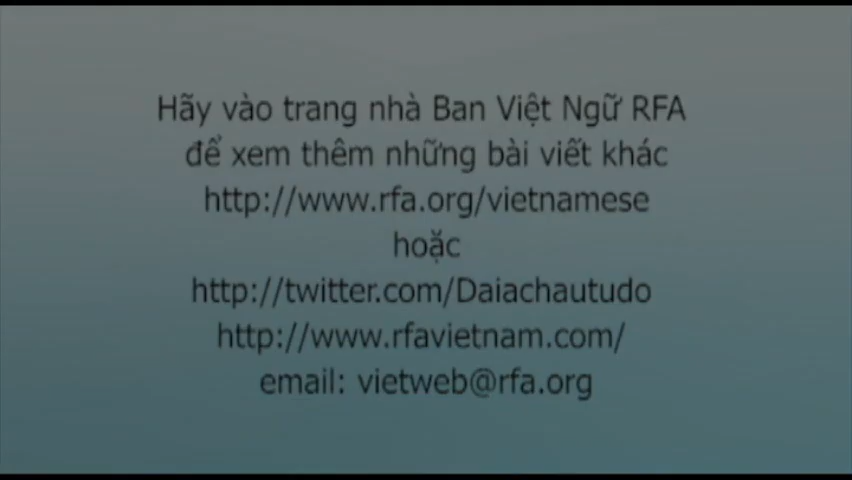 Hãy vào trang nhà Ban Việt Ngữ RFA
để xem thêm những bài viết khác
http://www.rfa.org/vietnamese
hoặc
http://twitter.com/Daiachautudo
http://www.rfavietnam.com/
email: vietweb@rfa.org